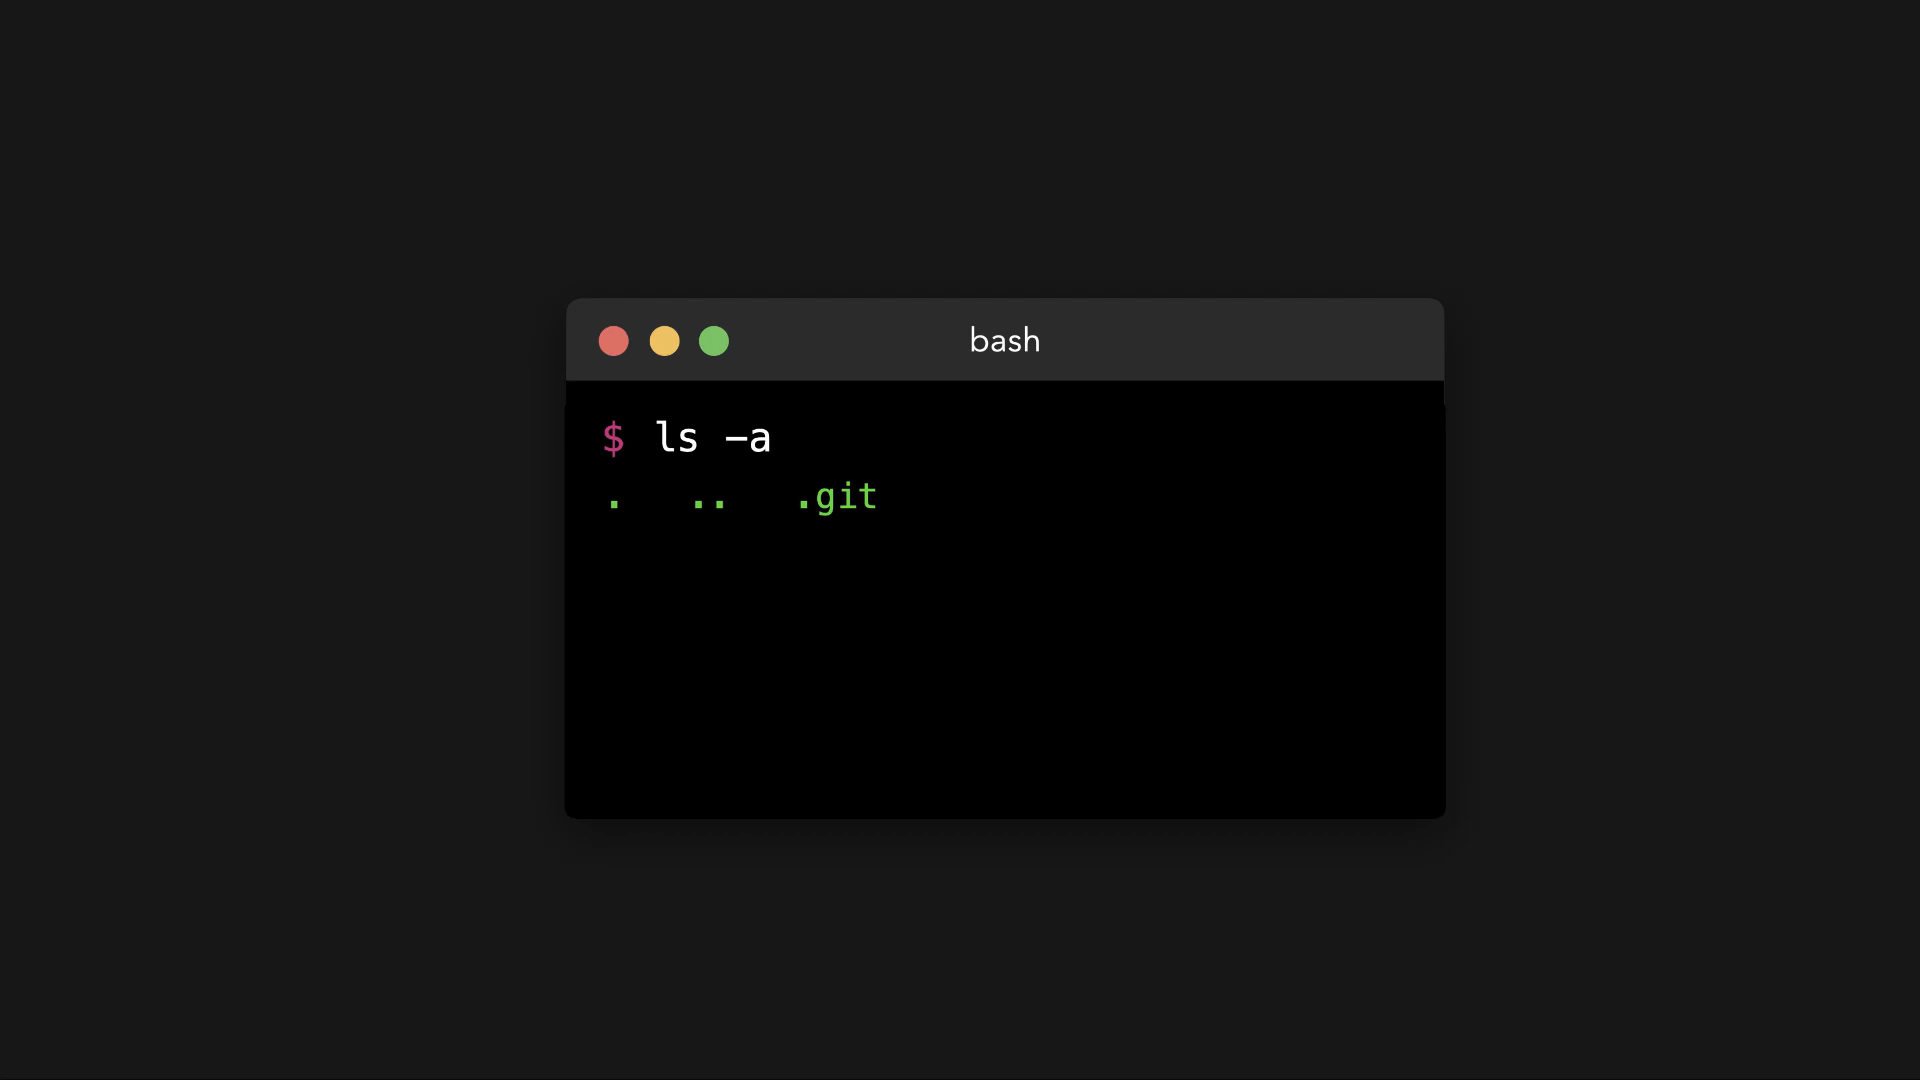 bash
$ ls -a
. .. .git